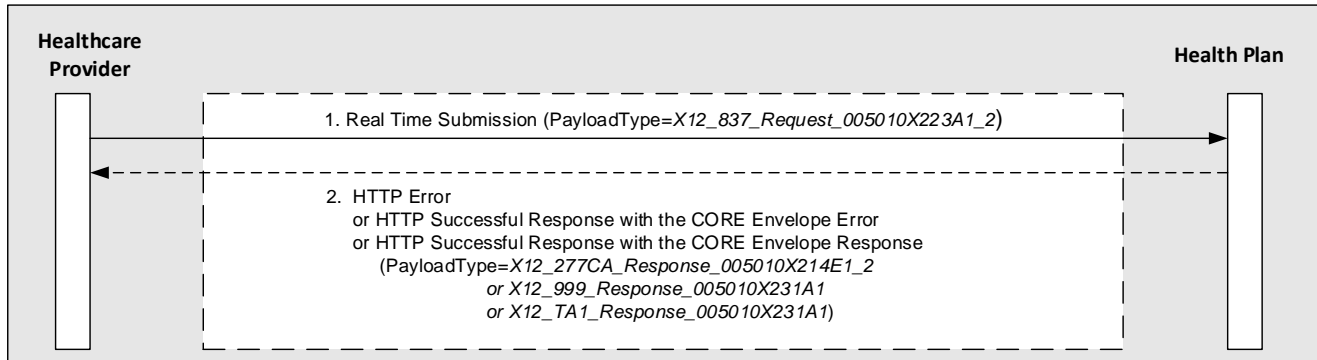 Healthcare
Provider
Health Plan
1. Real Time Submission (PayloadType=X12_837_Request_005010X223A1_2)
2. HTTP Error
or HTTP Successful Response with the CORE Envelope Error
or HTTP Successful Response with the CORE Envelope Response
(PayloadType=X12_277CA_Response_005010X214E1_2
or X12_999_Response_005010X231A1
or X12_TA1_Response_005010X231A1)